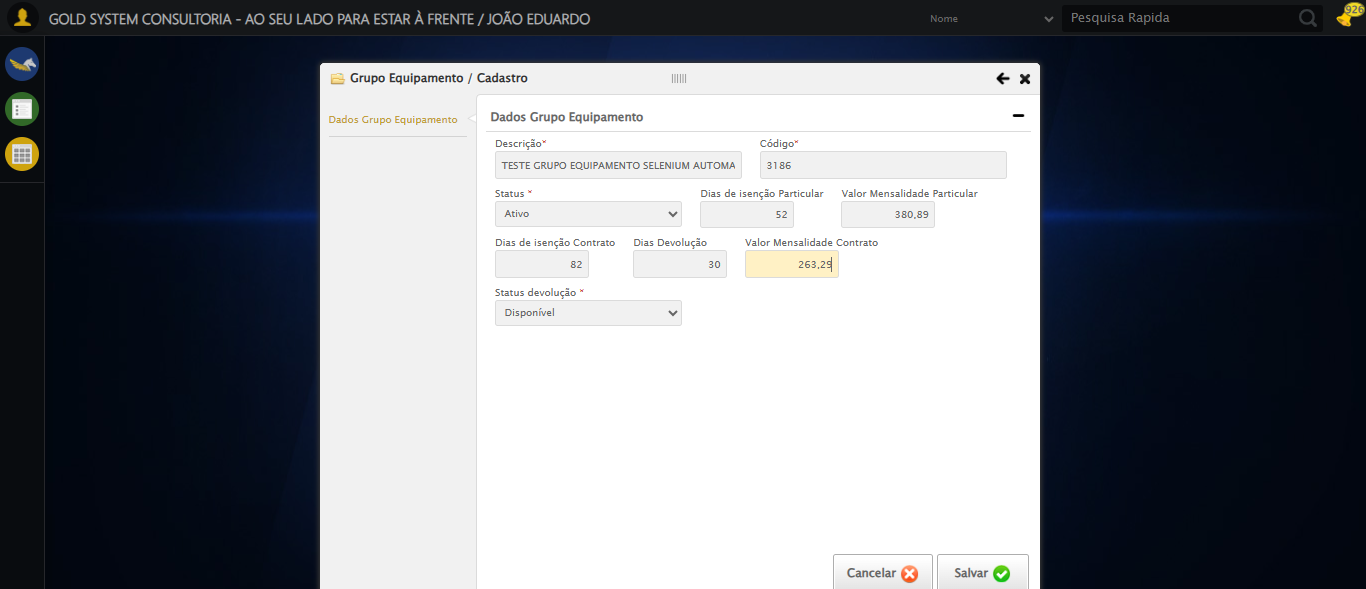 GOLD SYSTEM CONSULTORIA - AO SEU LADO PARA ESTAR À FRENTE / JOÃO EDUARDO
Nome
Pesquisa Rapida
926
Grupo Equipamento / Cadastro
Dados Grupo Equipamento
Dados Grupo Equipamento
Descrição*
Código*
TESTE GRUPO EQUIPAMENTO SELENIUM AUTOMA
3186
Status *
Dias de isenção Particular
Valor Mensalidade Particular
Ativo
52
380,89
Dias de isenção Contrato
Dias Devolução
Valor Mensalidade Contrato
82
30
263,29
Status devolução *
Disponível
Cancelar
Salvar